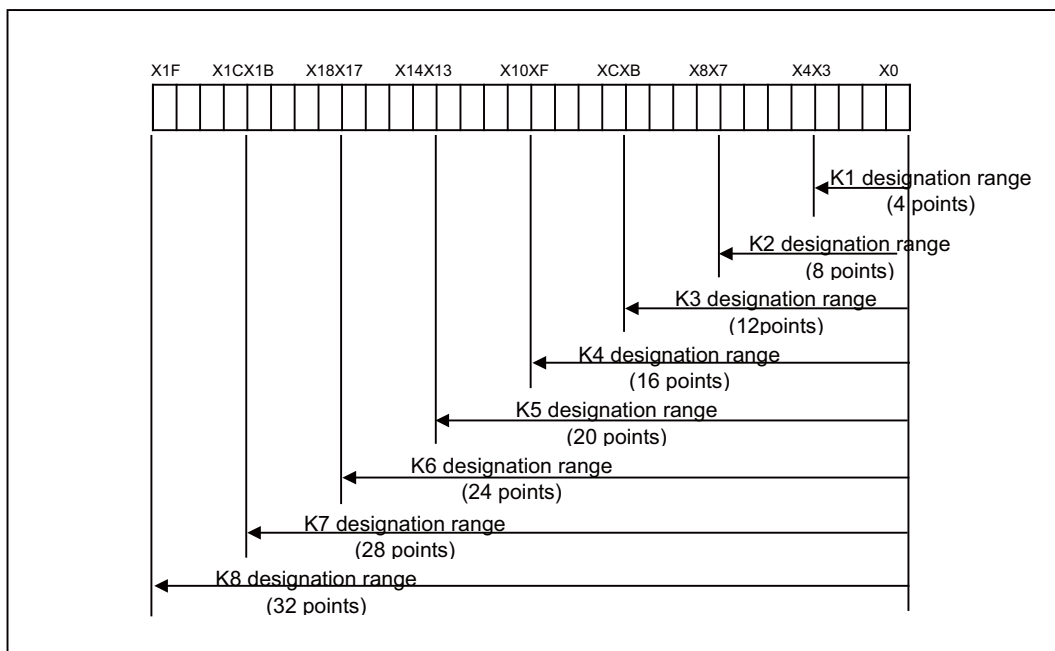 X1F X1CX1B X18X17 X14X13 X10XF XCXB X8X7 X4X3 X0
K1 designation range
(4 points)
K2 designation range
(8 points)
K3 designation range
(12points)
K4 designation range
(16 points)
K5 designation range
(20 points)
K6 designation range
(24 points)
K7 designation range
(28 points)
K8 designation range
(32 points)